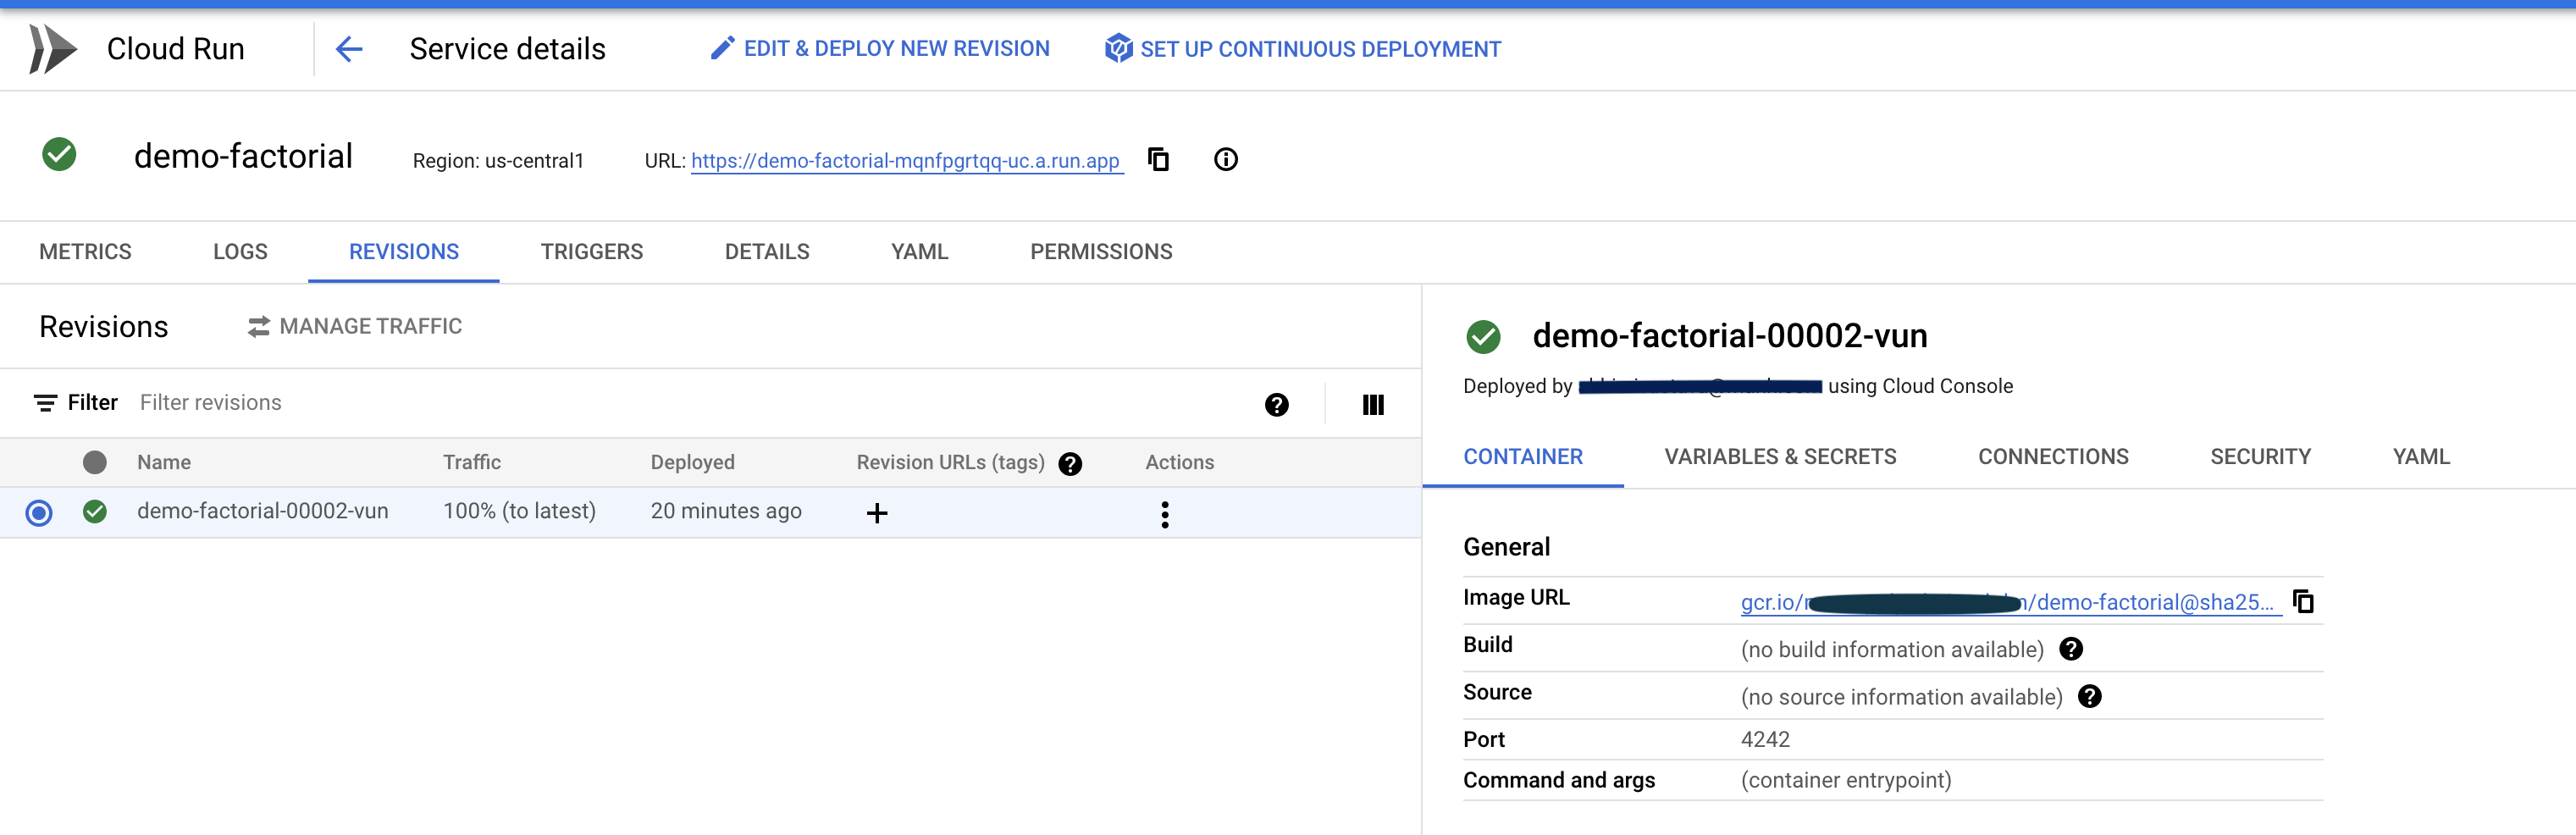 Cloud Run
Service details
EDIT & DEPLOY NEW REVISION
SET UP CONTINUOUS DEPLOYMENT
demo-factorial
Region: us-central1
URL: https://demo-factorial-mqnfpgrtqq-uc.a.run.app
METRICS LOGS REVISIONS TRIGGERS DETAILS YAML PERMISSIONS
Revisions
MANAGE TRAFFIC
Filter Filter revisions
Name Traffic Deployed Revision URLs (tags) Actions
demo-factorial-00002-vun 100% (to latest) 20 minutes ago
demo-factorial-00002-vun
Deployed by using Cloud Console
CONTAINER VARIABLES & SECRETS CONNECTIONS SECURITY YAML
General
Image URL gcr.io/ /demo-factorial@sha25...
Build (no build information available)
Source (no source information available)
Port 4242
Command and args (container entrypoint)